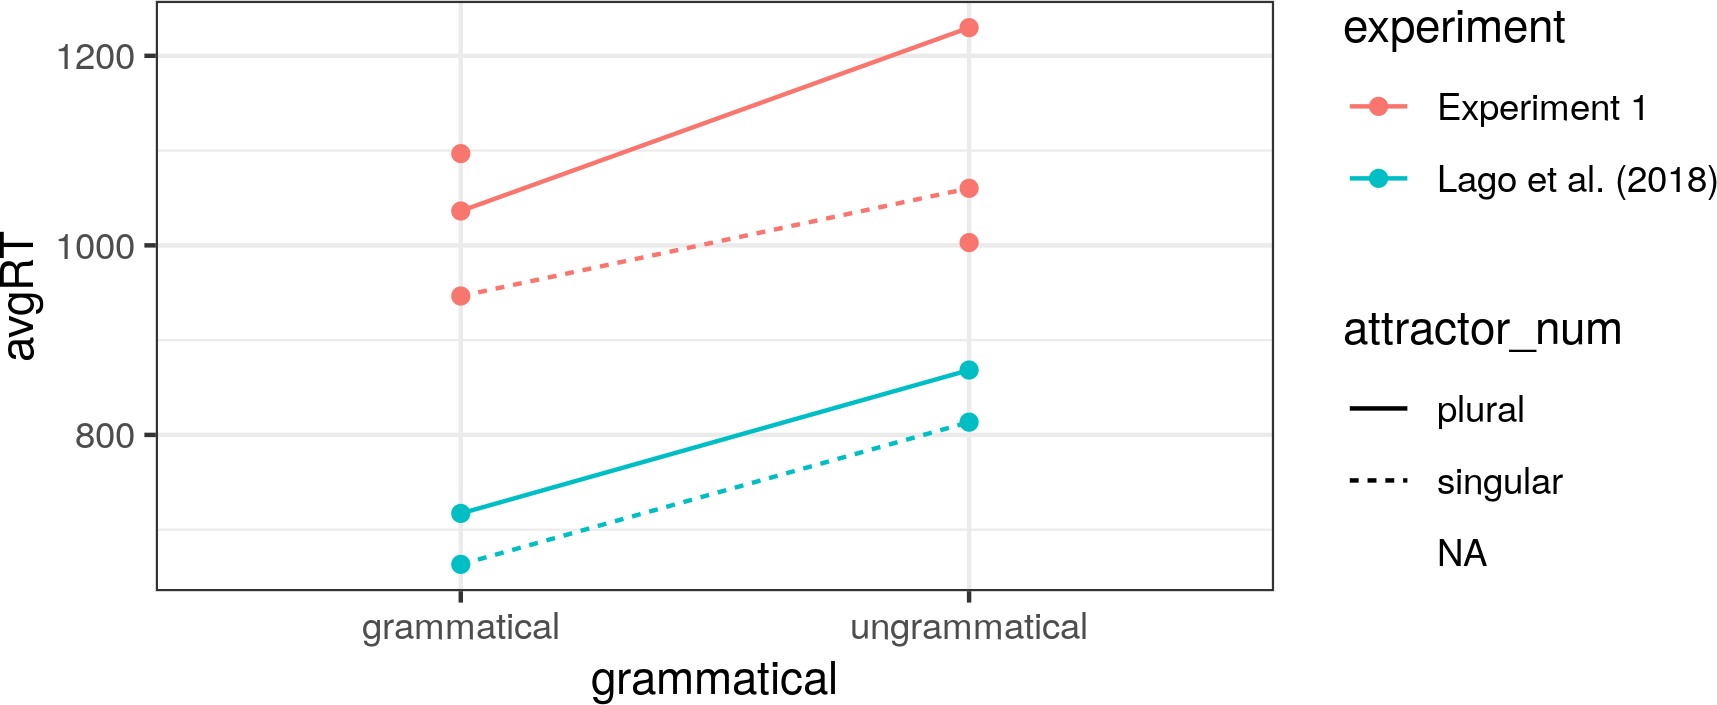 1200
1000
800
avgRT
grammatical
ungrammatical
grammatical
experiment
Experiment 1
Lago et al. (2018)
attractor_num
plural
singular
NA